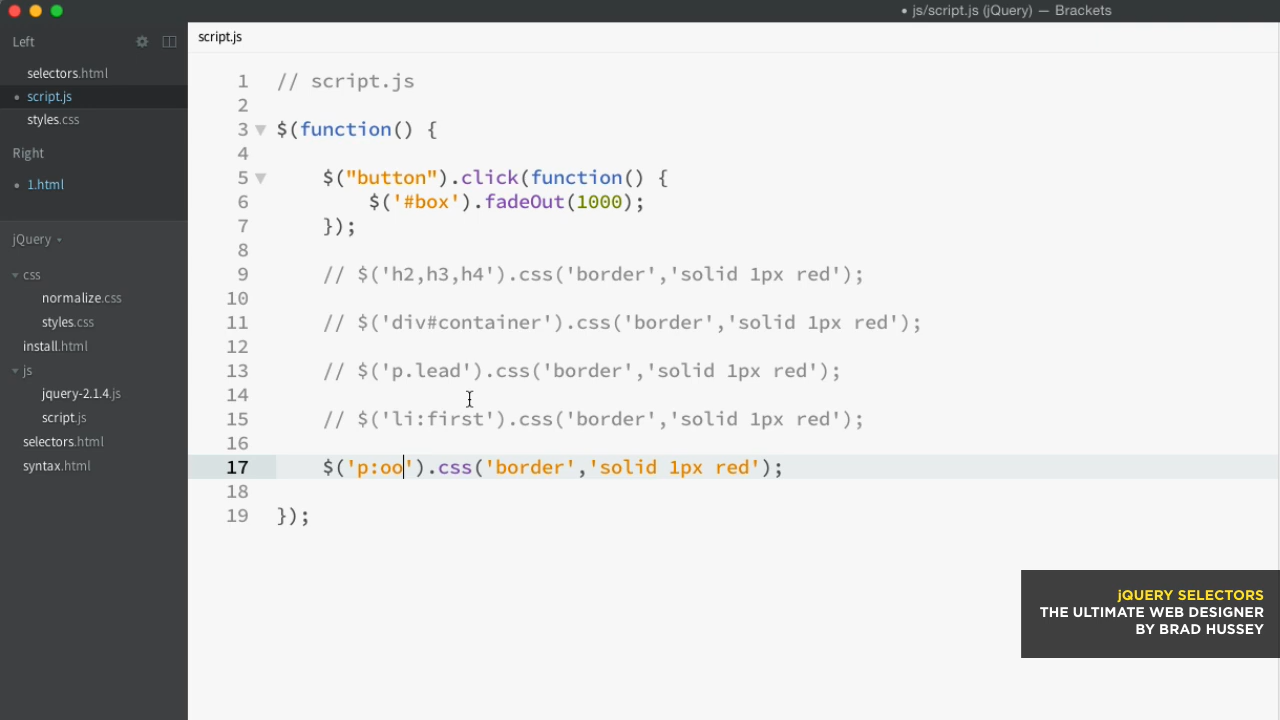 js/script.js (jQuery) — Brackets
Left
selectors.html
script.js
styles.css
Right
1.html
jQuery
css
normalize.css
styles.css
install.html
js
jquery-2.1.4.js
script.js
selectors.html
syntax.html
script.js
1 // script.js
2
3 $(function() {
4
5 $("button").click(function() {
6 $('#box').fadeOut(1000);
7 });
8
9 // $('h2,h3,h4').css('border','solid 1px red');
10
11 // $('div#container').css('border','solid 1px red');
12
13 // $('p.lead').css('border','solid 1px red');
14
15 // $('li:first').css('border','solid 1px red');
16
17 $('p:oo').css('border','solid 1px red');
18
19 });
jQUERY SELECTORS
THE ULTIMATE WEB DESIGNER
BY BRAD HUSSEY